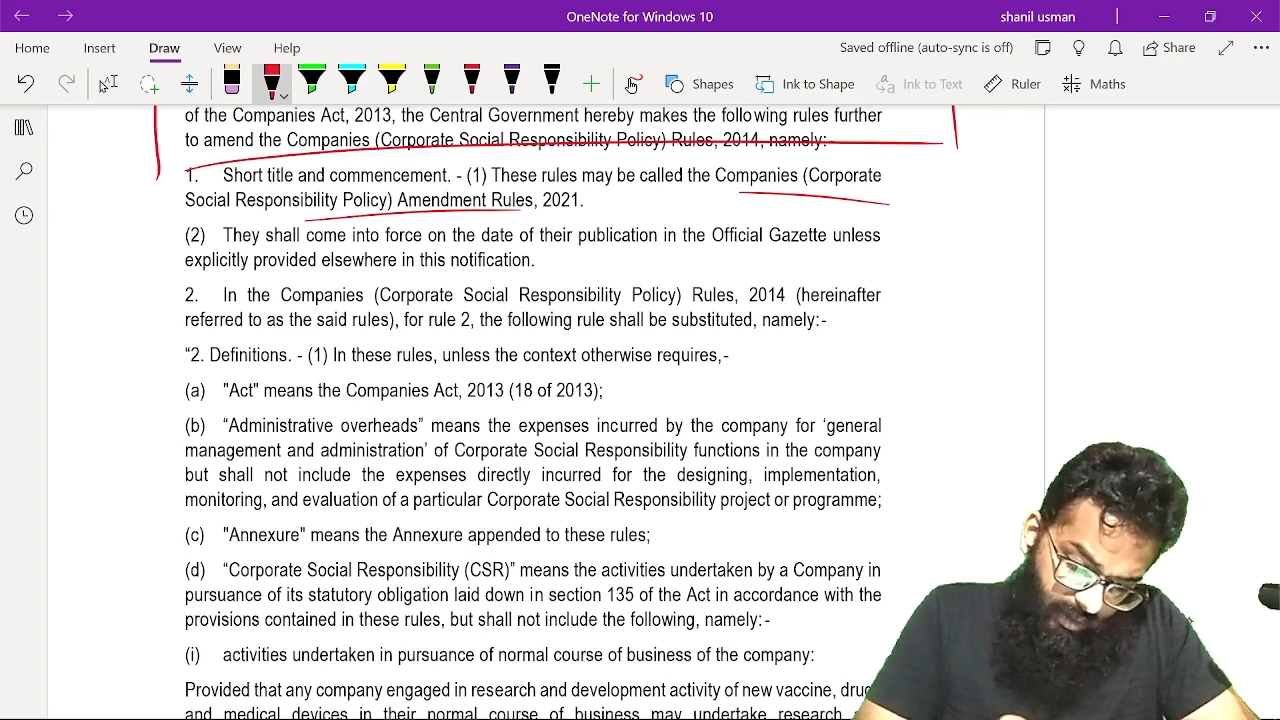 OneNote for Windows 10
shanil usman
Home Insert Draw View Help
Saved offline (auto-sync is off)
Share
Shapes
Ink to Shape
Ink to Text
Ruler
Maths
of the Companies Act, 2013, the Central Government hereby makes the following rules further
to amend the Companies (Corporate Social Responsibility Policy) Rules, 2014, namely:-
1. Short title and commencement. - (1) These rules may be called the Companies (Corporate
Social Responsibility Policy) Amendment Rules, 2021.
(2) They shall come into force on the date of their publication in the Official Gazette unless
explicitly provided elsewhere in this notification.
2. In the Companies (Corporate Social Responsibility Policy) Rules, 2014 (hereinafter
referred to as the said rules), for rule 2, the following rule shall be substituted, namely:-
“2. Definitions. - (1) In these rules, unless the context otherwise requires,-
(a) "Act" means the Companies Act, 2013 (18 of 2013);
(b) “Administrative overheads” means the expenses incurred by the company for ‘general
management and administration’ of Corporate Social Responsibility functions in the company
but shall not include the expenses directly incurred for the designing, implementation,
monitoring, and evaluation of a particular Corporate Social Responsibility project or programme;
(c) "Annexure" means the Annexure appended to these rules;
(d) “Corporate Social Responsibility (CSR)” means the activities undertaken by a Company in
pursuance of its statutory obligation laid down in section 135 of the Act in accordance with the
provisions contained in these rules, but shall not include the following, namely:-
(i) activities undertaken in pursuance of normal course of business of the company:
Provided that any company engaged in research and development activity of new vaccine,
and medical devices in their normal course of business may undertake research